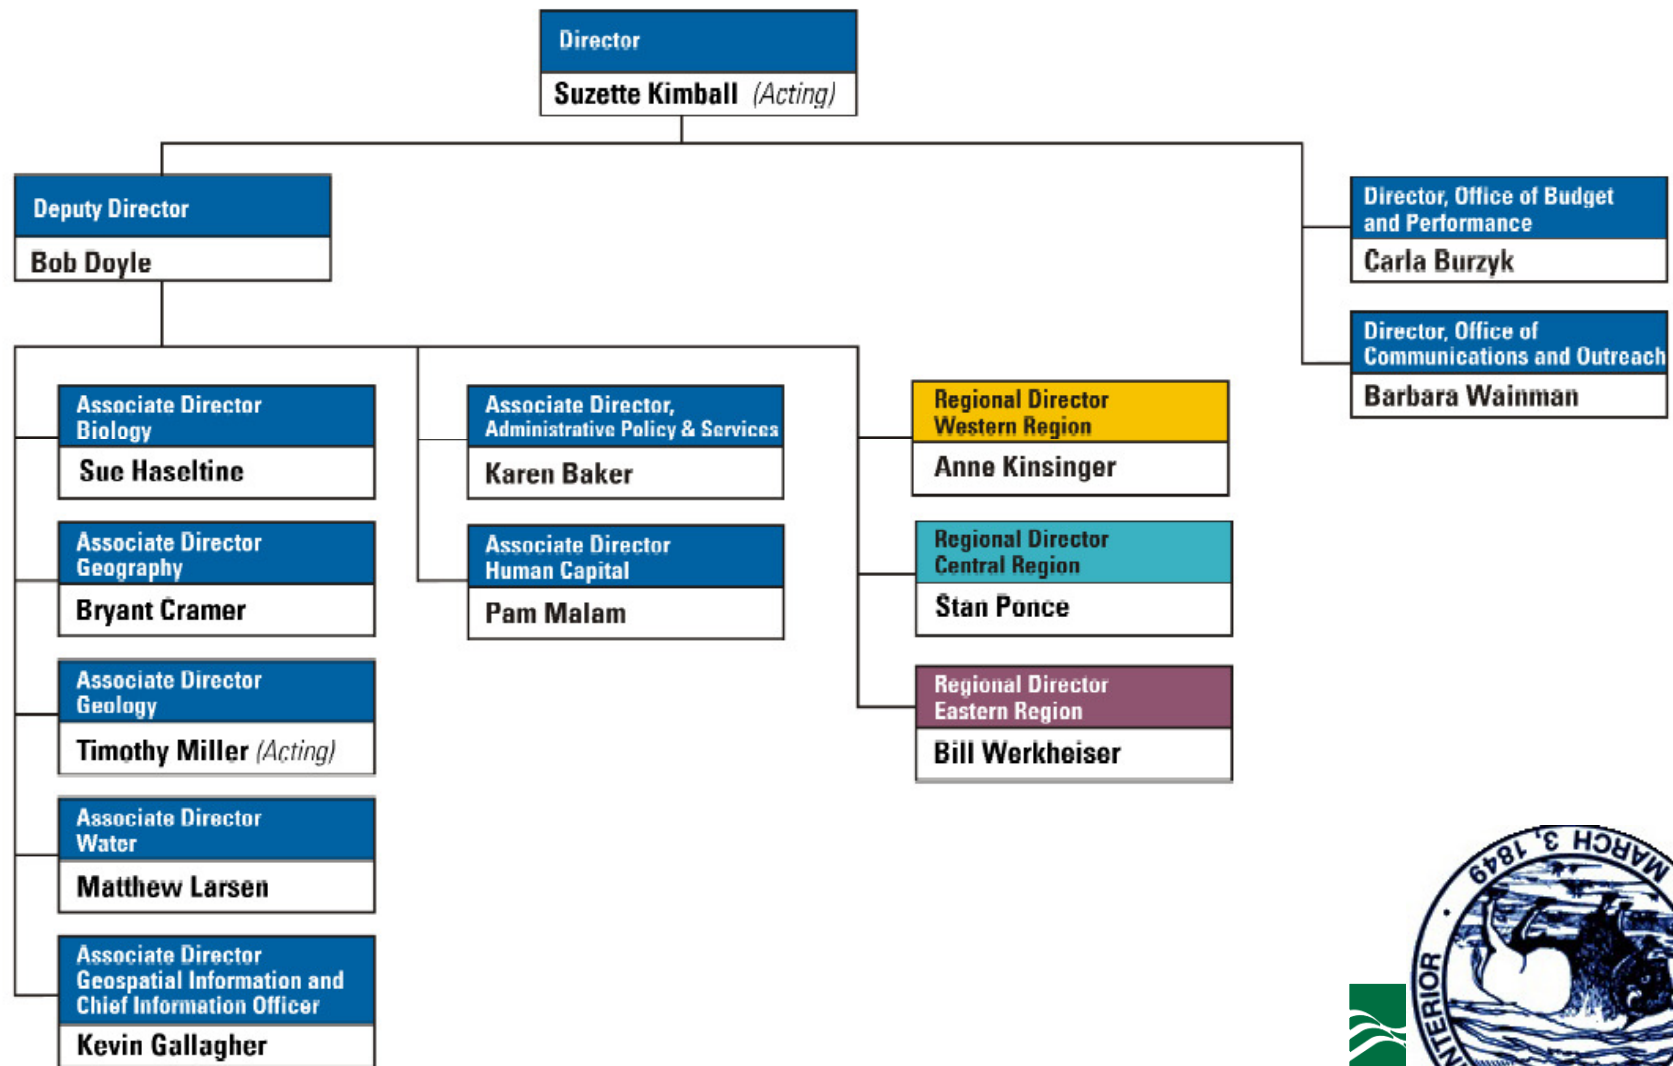 Director
Suzette Kimball (Acting)
Deputy Director
Bob Doyle
Director, Office of Budget
and Performance
Carla Burzyk
Director, Office of
Communications and Outreach
Barbara Wainman
Associate Director
Biology
Sue Haseltine
Associate Director
Geography
Bryant Cramer
Associate Director
Geology
Timothy Miller (Acting)
Associate Director
Water
Matthew Larsen
Associate Director
Geospatial Information and
Chief Information Officer
Kevin Gallagher
Associate Director,
Administrative Policy & Services
Karen Baker
Associate Director
Human Capital
Pam Malam
Regional Director
Western Region
Anne Kinsinger
Regional Director
Central Region
Stan Ponce
Regional Director
Eastern Region
Bill Werkheiser
MARCH 3, 1849
NTERIOR